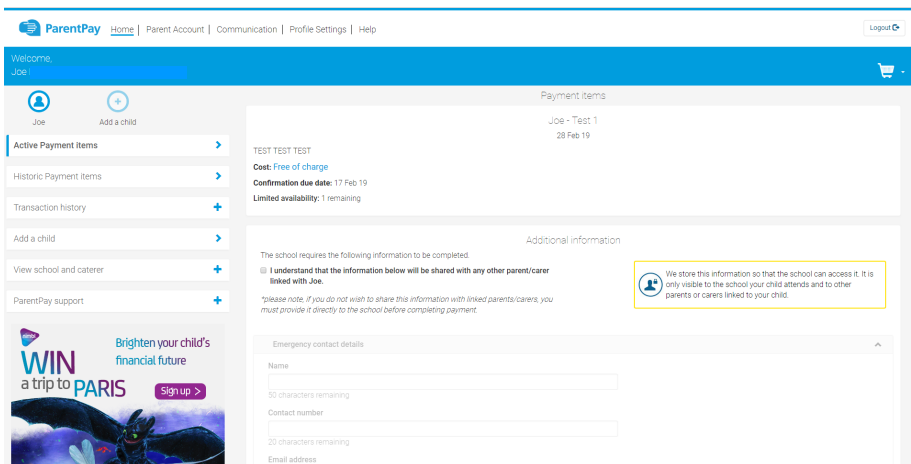 ParentPay Home | Parent Account | Communication | Profile Settings | Help
Logout
Welcome,
Joe
Joe
Add a child
Active Payment items
Historic Payment items
Transaction history
Add a child
View school and caterer
ParentPay support
nimbl
WIN
a trip to PARIS
Brighten your child's
financial future
Sign up >
Payment items
Joe - Test 1
28 Feb 19
TEST TEST TEST
Cost: Free of charge
Confirmation due date: 17 Feb 19
Limited availability: 1 remaining
Additional information
The school requires the following information to be completed.
I understand that the information below will be shared with any other parent/carer
linked with Joe.
*please note, if you do not wish to share this information with linked parents/carers, you
must provide it directly to the school before completing payment.
We store this information so that the school can access it. It is
only visible to the school your child attends and to other
parents or carers linked to your child.
Emergency contact details
Name
50 characters remaining
Contact number
20 characters remaining
Email address